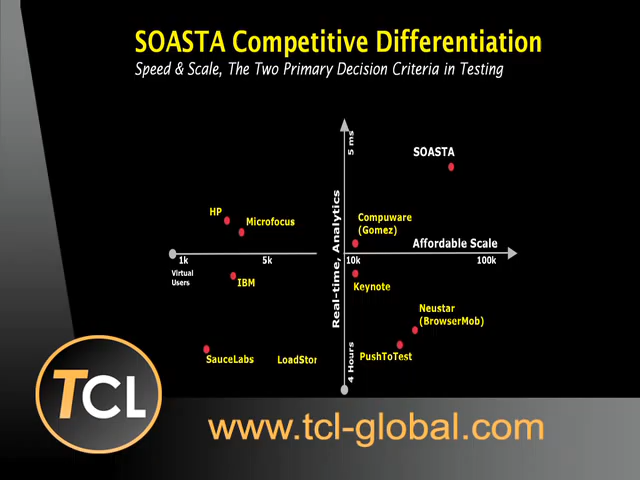 SOASTA Competitive Differentiation
Speed & Scale, The Two Primary Decision Criteria in Testing
5 ms
SOASTA
HP
Microfocus
Compuware
(Gomez)
Real-time, Analytics
Affordable Scale
1k
5k
10k
100k
Virtual
Users
IBM
Keynote
Neustar
(BrowserMob)
SauceLabs
LoadStor
PushToTest
4 Hours
TCL
www.tcl-global.com